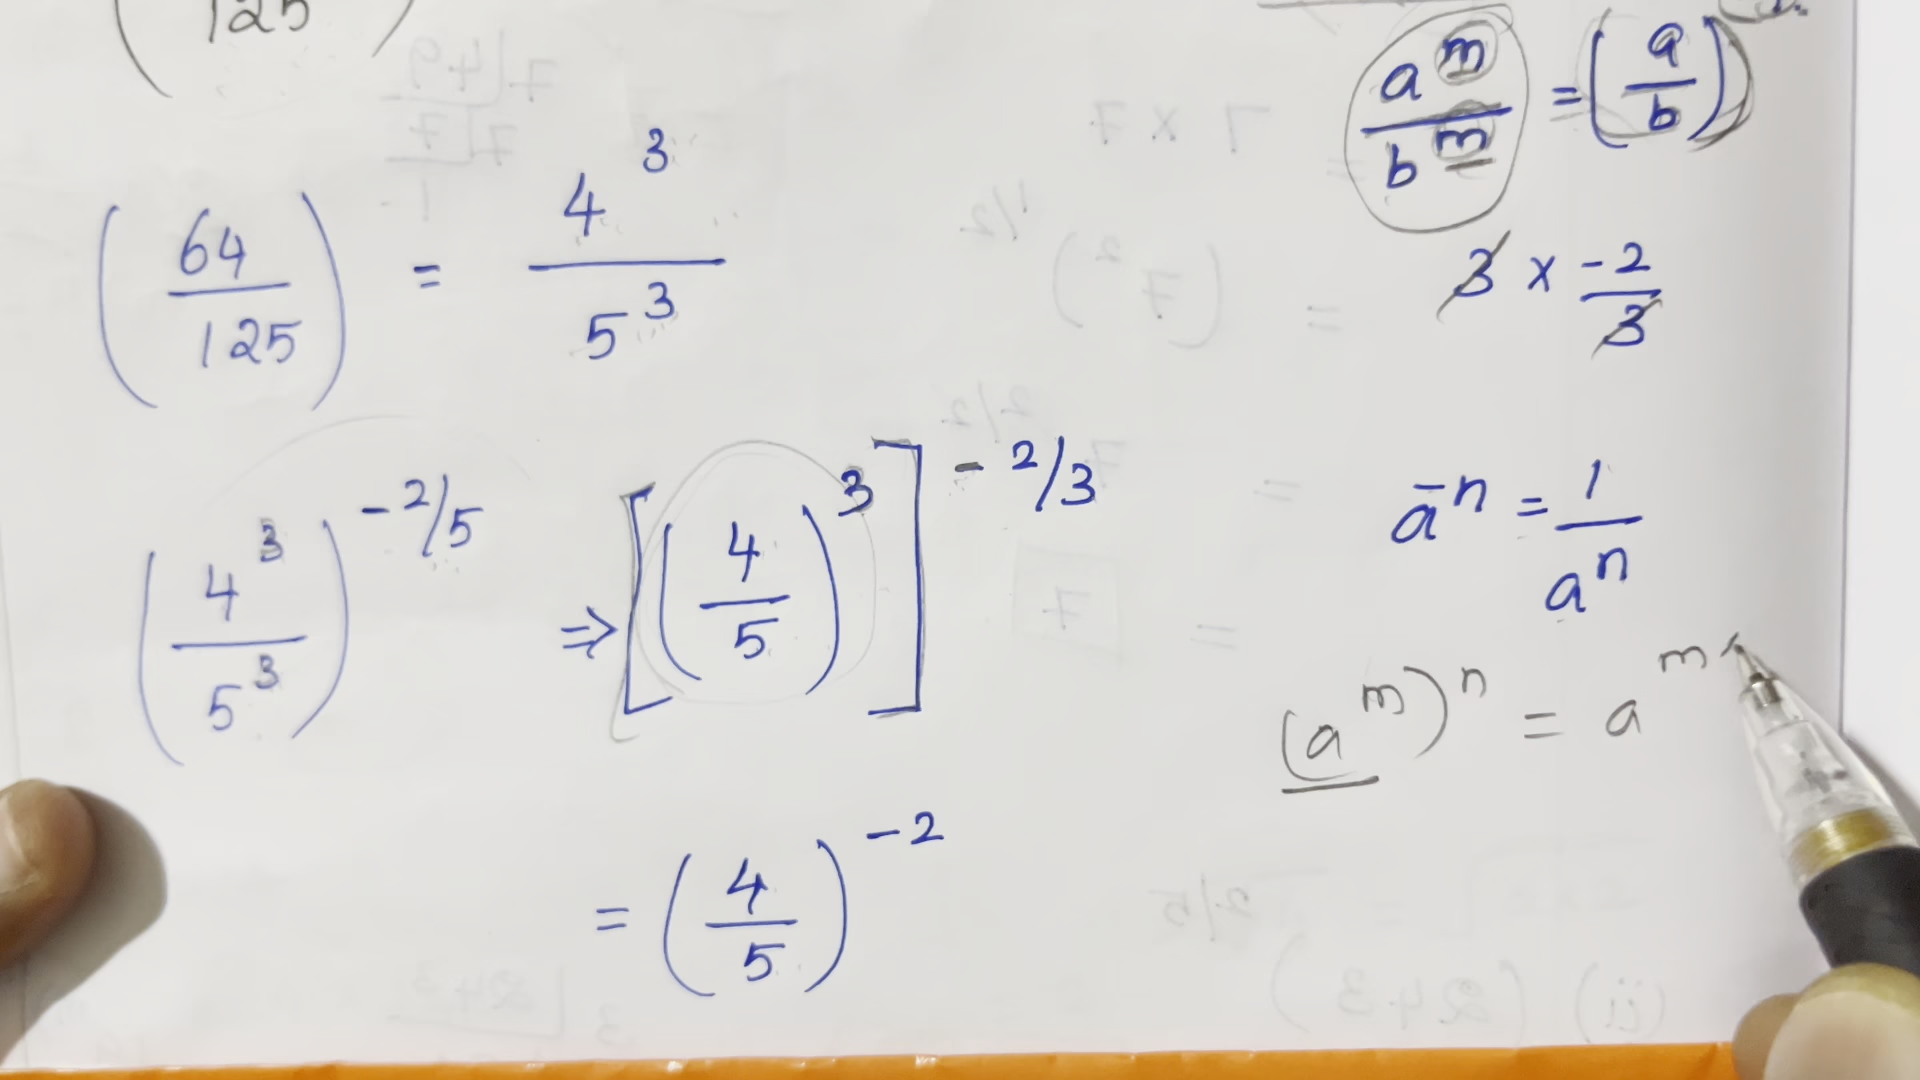 125
a^m / b^m = (a/b)
(64/125) = 4^3 / 5^3
3 × -2/3
(4^3 / 5^3)^-2/5 ⇒ [(4/5)^3]^-2/3
a^-n = 1/a^n
(a^m)^n = a^m
= (4/5)^-2